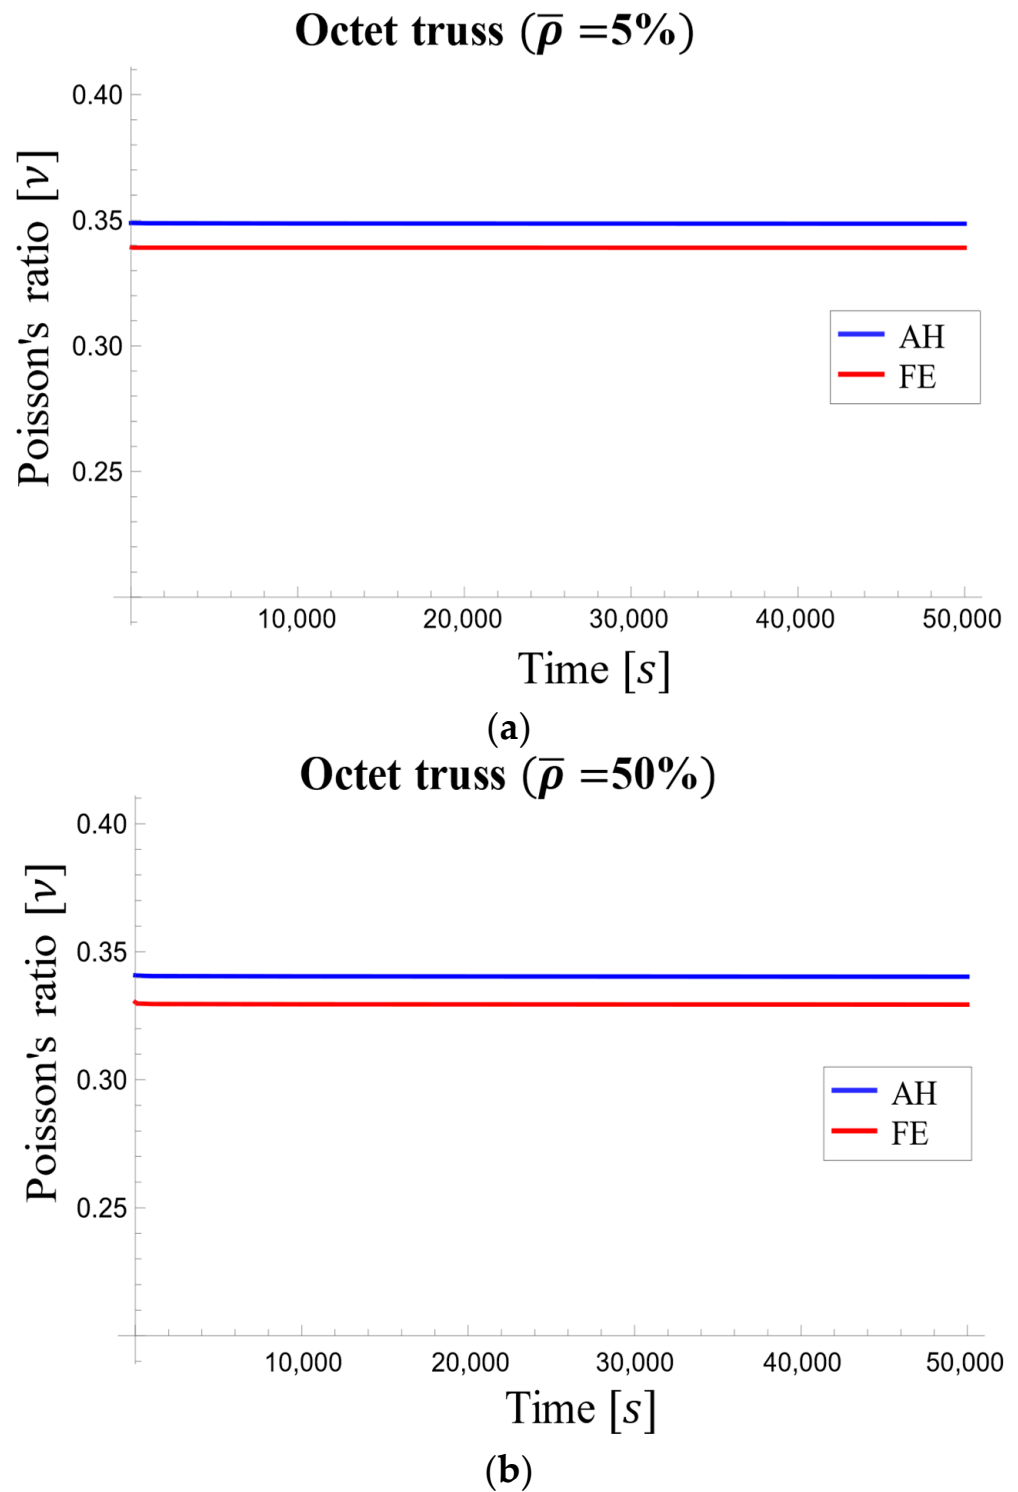 Octet truss (ρ̅ =5%)
0.40
0.35
0.30
0.25
Poisson's ratio [ν]
AH
FE
10,000 20,000 30,000 40,000 50,000
Time [s]
(a)
Octet truss (ρ̅ =50%)
0.40
0.35
0.30
0.25
Poisson's ratio [ν]
AH
FE
10,000 20,000 30,000 40,000 50,000
Time [s]
(b)